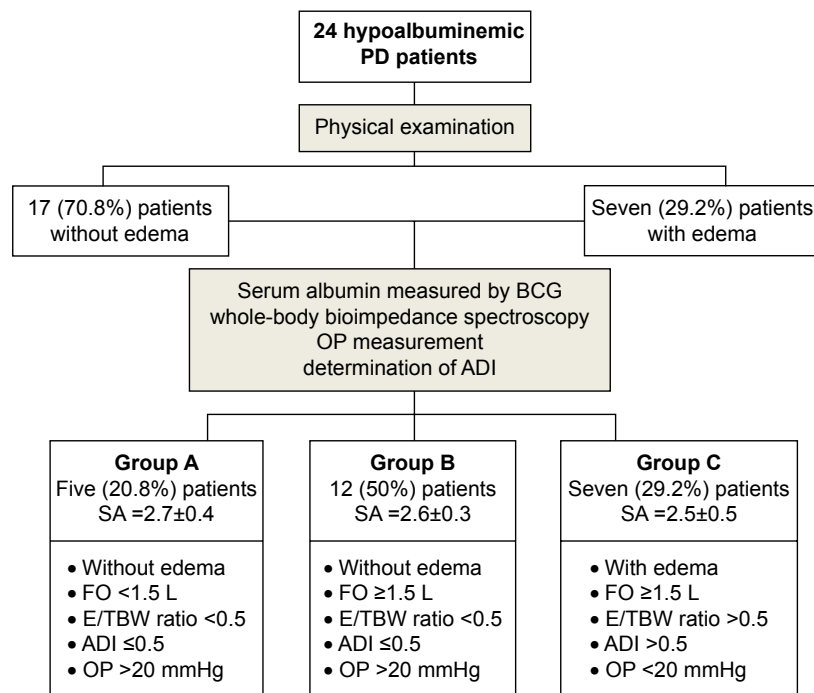 24 hypoalbuminemic
PD patients
Physical examination
17 (70.8%) patients
without edema
Seven (29.2%) patients
with edema
Serum albumin measured by BCG
whole-body bioimpedance spectroscopy
OP measurement
determination of ADI
Group A
Five (20.8%) patients
SA =2.7±0.4
• Without edema
• FO <1.5 L
• E/TBW ratio <0.5
• ADI ≤0.5
• OP >20 mmHg
Group B
12 (50%) patients
SA =2.6±0.3
• Without edema
• FO ≥1.5 L
• E/TBW ratio <0.5
• ADI ≤0.5
• OP >20 mmHg
Group C
Seven (29.2%) patients
SA =2.5±0.5
• With edema
• FO ≥1.5 L
• E/TBW ratio >0.5
• ADI >0.5
• OP <20 mmHg